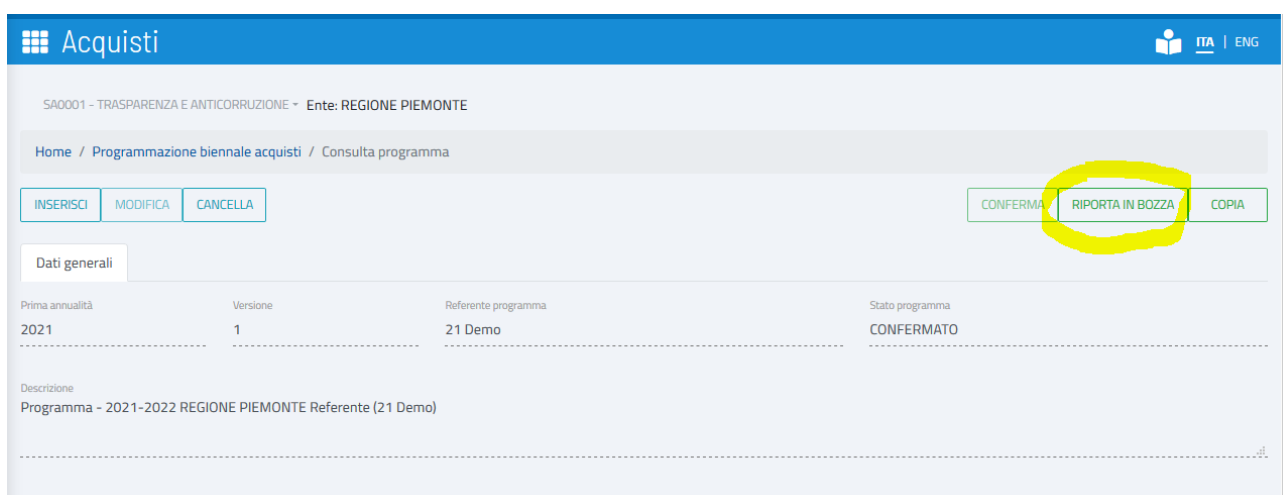 Acquisti
ITA | ENG
SA0001 - TRASPARENZA E ANTICORRUZIONE Ente: REGIONE PIEMONTE
Home / Programmazione biennale acquisti / Consulta programma
INSERISCI MODIFICA CANCELLA CONFERMA RIPORTA IN BOZZA COPIA
Dati generali
Prima annualità Versione Referente programma Stato programma
2021 1 21 Demo CONFERMATO
Descrizione
Programma - 2021-2022 REGIONE PIEMONTE Referente (21 Demo)